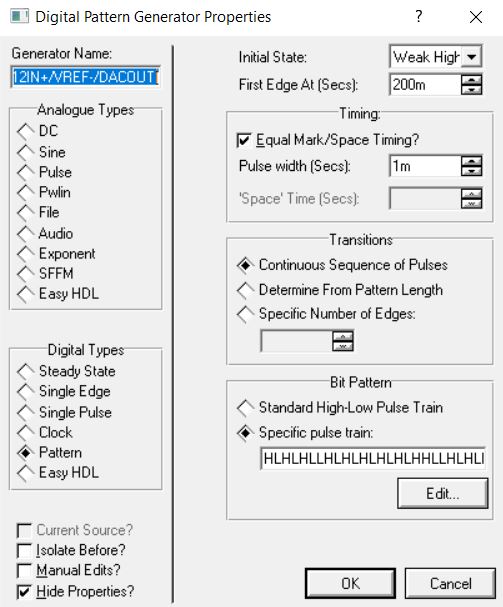 Digital Pattern Generator Properties
Generator Name:
12IN+/VREF-/DACOUT
Analogue Types
DC
Sine
Pulse
Pwlin
File
Audio
Exponent
SFFM
Easy HDL
Digital Types
Steady State
Single Edge
Single Pulse
Clock
Pattern
Easy HDL
Current Source?
Isolate Before?
Manual Edits?
Hide Properties?
Initial State: Weak High
First Edge At (Secs): 200m
Timing:
Equal Mark/Space Timing?
Pulse width (Secs): 1m
'Space' Time (Secs):
Transitions
Continuous Sequence of Pulses
Determine From Pattern Length
Specific Number of Edges:
Bit Pattern
Standard High-Low Pulse Train
Specific pulse train:
HLHLHLLHLHLHLHLHLHHLLHLHL
Edit...
OK Cancel